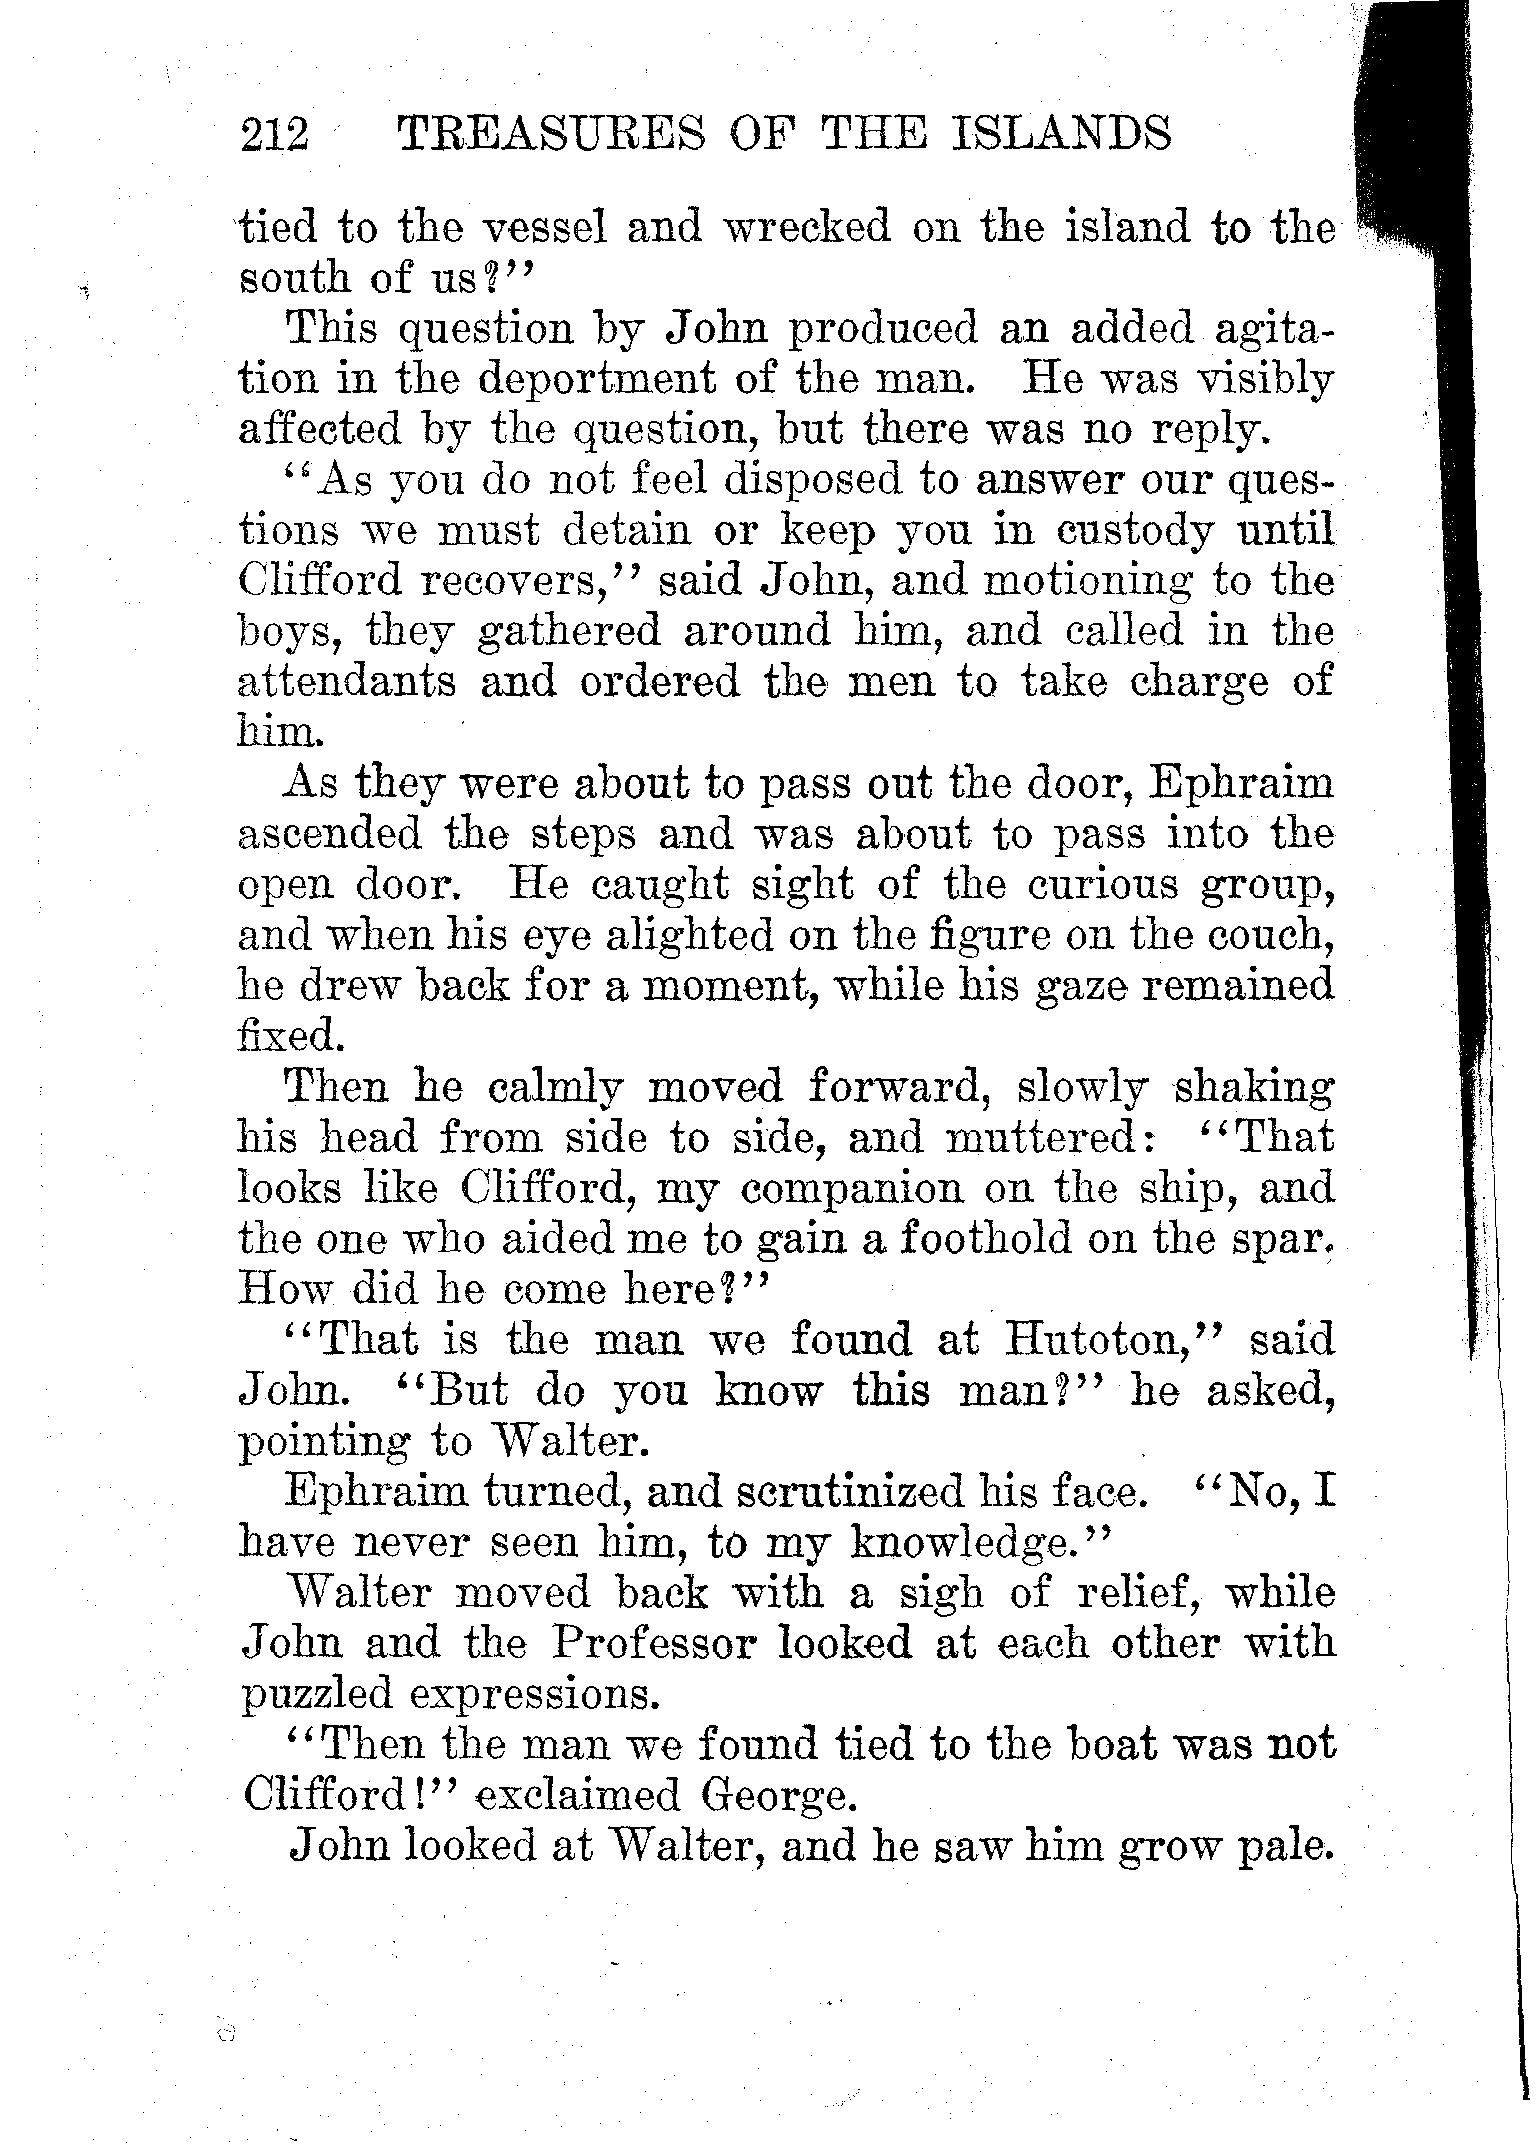 212 TREASURES OF THE ISLANDS
tied to the vessel and wrecked on the island to the
south of us?"
This question by John produced an added agita-
tion in the deportment of the man. He was visibly
affected by the question, but there was no reply.
"As you do not feel disposed to answer our ques-
tions we must detain or keep you in custody until
Clifford recovers," said John, and motioning to the
boys, they gathered around him, and called in the
attendants and ordered the men to take charge of
him.
As they were about to pass out the door, Ephraim
ascended the steps and was about to pass into the
open door. He caught sight of the curious group,
and when his eye alighted on the figure on the couch,
he drew back for a moment, while his gaze remained
fixed.
Then he calmly moved forward, slowly shaking
his head from side to side, and muttered: "That
looks like Clifford, my companion on the ship, and
the one who aided me to gain a foothold on the spar.
How did he come here?"
"That is the man we found at Hutoton," said
John. "But do you know this man?" he asked,
pointing to Walter.
Ephraim turned, and scrutinized his face. "No, I
have never seen him, to my knowledge."
Walter moved back with a sigh of relief, while
John and the Professor looked at each other with
puzzled expressions.
"Then the man we found tied to the boat was not
Clifford!" exclaimed George.
John looked at Walter, and he saw him grow pale.